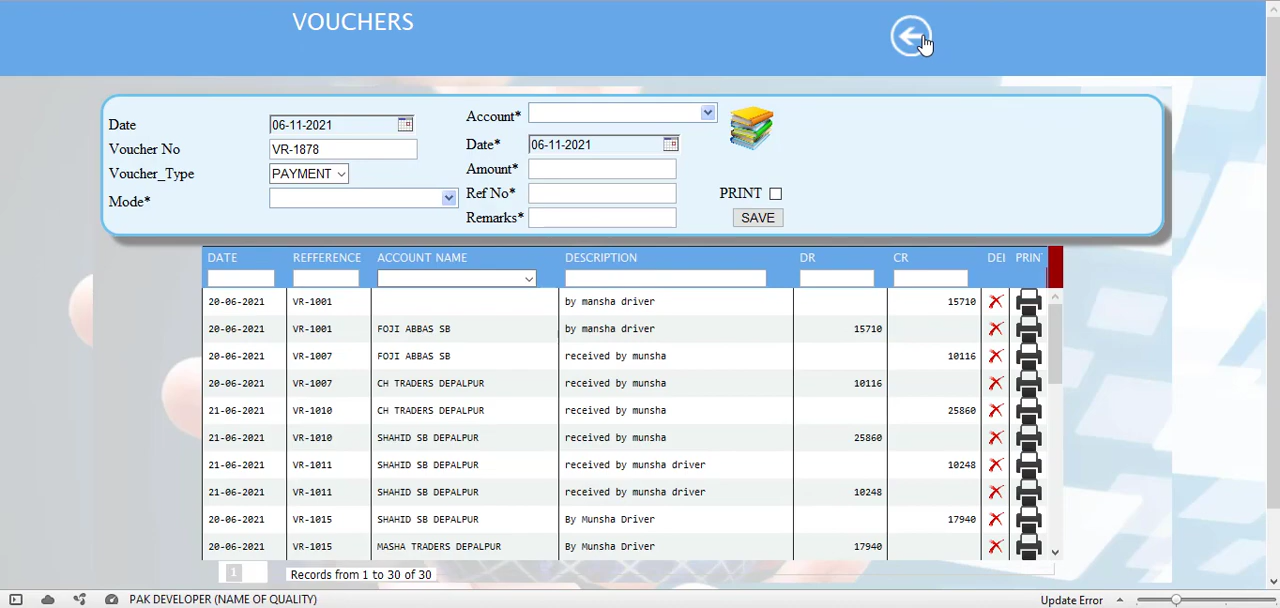 VOUCHERS
Date 06-11-2021
Voucher No VR-1878
Voucher_Type PAYMENT
Mode*
Account*
Date* 06-11-2021
Amount*
Ref No*
Remarks*
PRINT
SAVE
DATE REFFERENCE ACCOUNT NAME DESCRIPTION DR CR DEI PRIN
20-06-2021 VR-1001 by mansha driver 15710
20-06-2021 VR-1001 FOJI ABBAS SB by mansha driver 15710
20-06-2021 VR-1007 FOJI ABBAS SB received by munsha 10116
20-06-2021 VR-1007 CH TRADERS DEPALPUR received by munsha 10116
21-06-2021 VR-1010 CH TRADERS DEPALPUR received by munsha 25860
21-06-2021 VR-1010 SHAHID SB DEPALPUR received by munsha 25860
21-06-2021 VR-1011 SHAHID SB DEPALPUR received by munsha driver 10248
21-06-2021 VR-1011 SHAHID SB DEPALPUR received by munsha driver 10248
20-06-2021 VR-1015 SHAHID SB DEPALPUR By Munsha Driver 17940
20-06-2021 VR-1015 MASHA TRADERS DEPALPUR By Munsha Driver 17940
1 Records from 1 to 30 of 30
PAK DEVELOPER (NAME OF QUALITY) Update Error